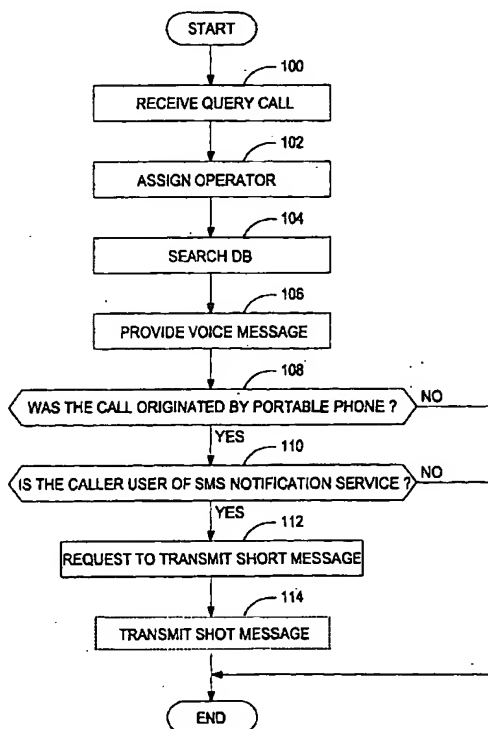 START
100
RECEIVE QUERY CALL
102
ASSIGN OPERATOR
104
SEARCH DB
106
PROVIDE VOICE MESSAGE
108
WAS THE CALL ORIGINATED BY PORTABLE PHONE ?
NO
YES
110
IS THE CALLER USER OF SMS NOTIFICATION SERVICE ?
NO
YES
112
REQUEST TO TRANSMIT SHORT MESSAGE
114
TRANSMIT SHOT MESSAGE
END